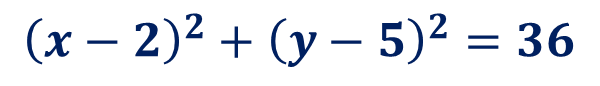 (x − 2)² + (y − 5)² = 36